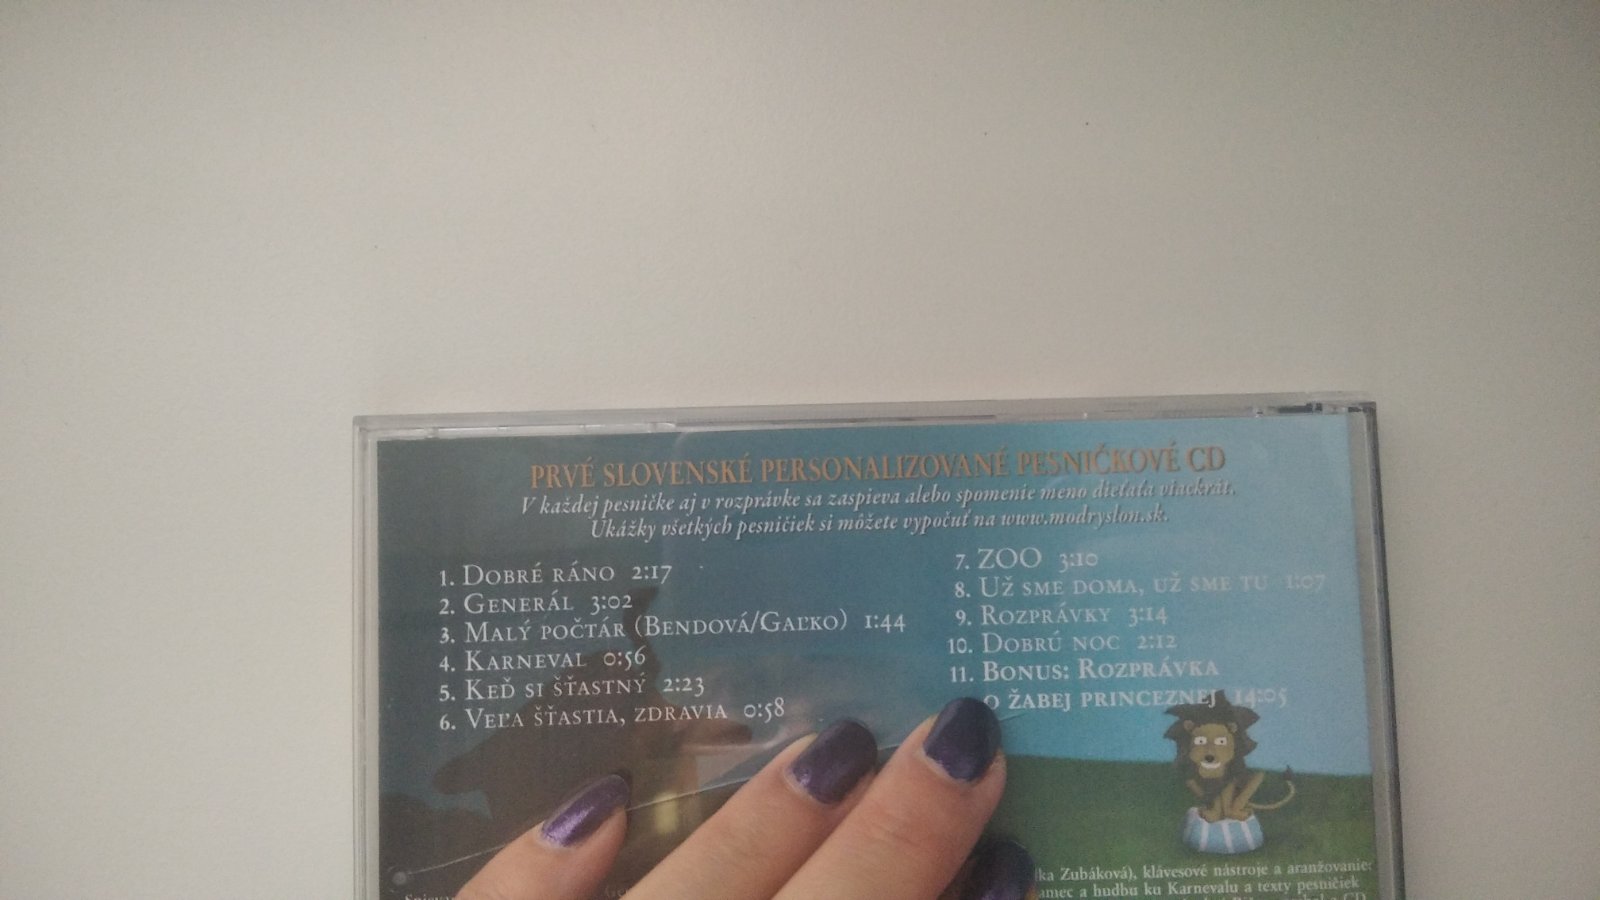 PRVÉ SLOVENSKÉ PERSONALIZOVANÉ PESNIČKOVÉ CD
V každej pesničke aj v rozprávke sa zaspieva alebo spomenie meno dieťaťa viackrát.
Ukážky všetkých pesničiek si môžete vypočuť na www.modryslon.sk.
1. DOBRÉ RÁNO 2:17
2. GENERÁL 3:02
3. MALÝ POČTÁR (BENDOVÁ/GAĽKO) 1:44
4. KARNEVAL 0:56
5. KEĎ SI ŠŤASTNÝ 2:23
6. VEĽA ŠŤASTIA, ZDRAVIA 0:58
7. ZOO 3:10
8. UŽ SME DOMA, UŽ SME TU 1:07
9. ROZPRÁVKY 3:14
10. DOBRÚ NOC 2:12
11. BONUS: ROZPRÁVKA
O ŽABEJ PRINCEZNEJ 14:05
Zubáková), klávesové nástroje a aranžovanie:
a hudbu ku Karnevalu a texty pesničiek